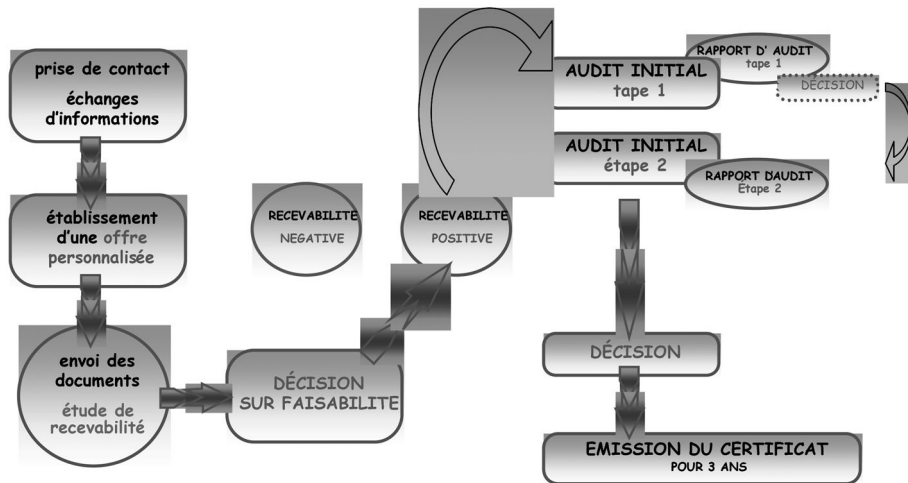 prise de contact
échanges
d'informations
établissement
d'une offre
personnalisée
envoi des
documents
étude de
recevabilité
DÉCISION
SUR FAISABILITE
RECEVABILITE
NEGATIVE
RECEVABILITE
POSITIVE
AUDIT INITIAL
tape 1
RAPPORT D' AUDIT
tape 1
DÉCISION
AUDIT INITIAL
étape 2
RAPPORT D'AUDIT
Etape 2
DÉCISION
EMISSION DU CERTIFICAT
POUR 3 ANS